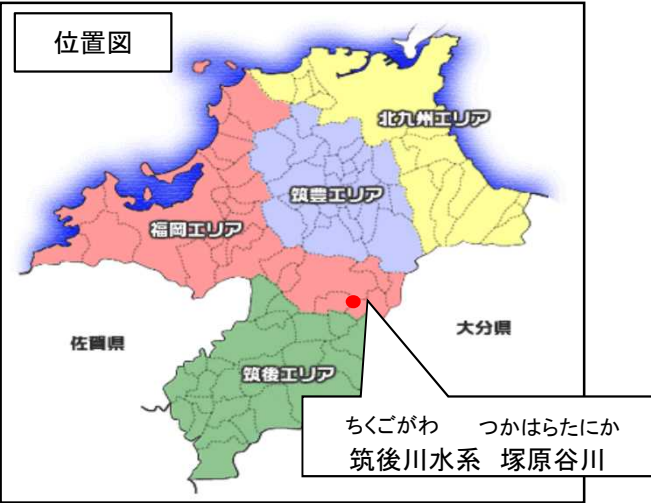 位置図
北九州エリア
筑豊エリア
福岡エリア
佐賀県
大分県
筑後エリア
ちくごがわ つかはらたにか
筑後川水系 塚原谷川